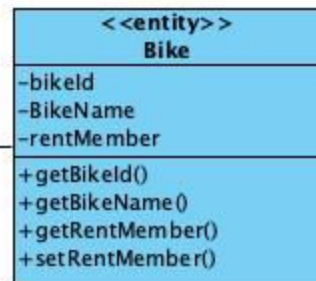 <<entity>>
Bike
-bikeId
-BikeName
-rentMember
+getBikeId()
+getBikeName()
+getRentMember()
+setRentMember()